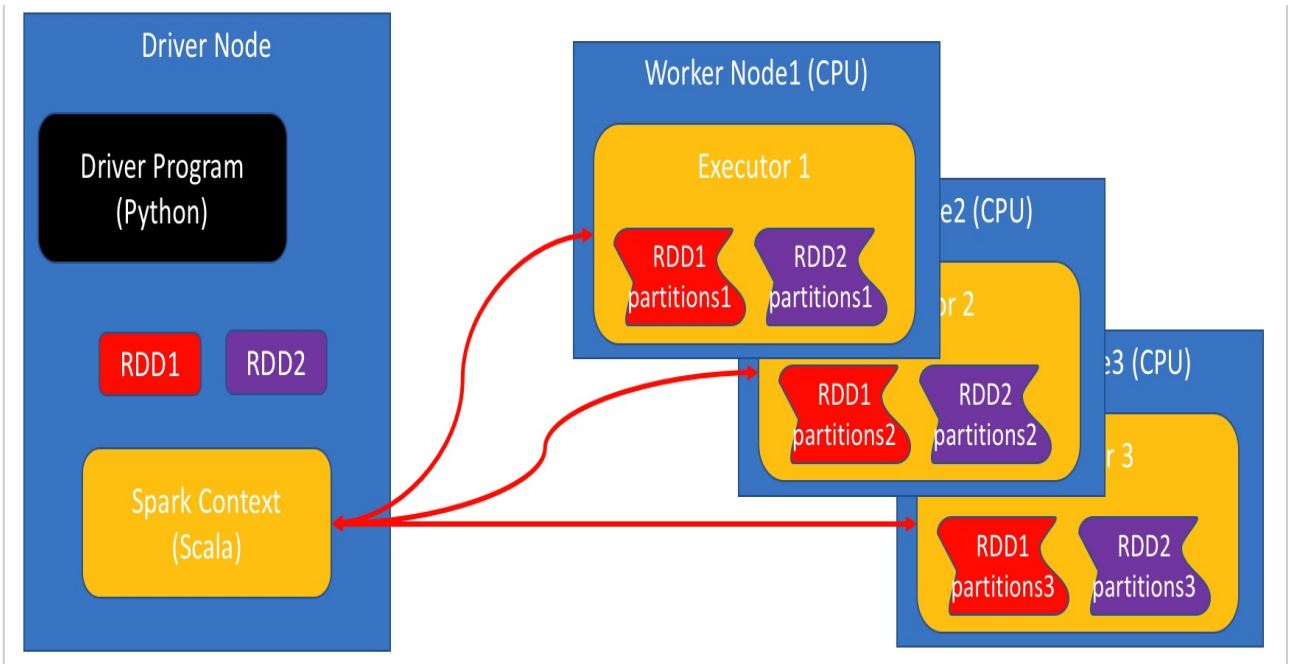 Driver Node
Driver Program
(Python)
RDD1
RDD2
Spark Context
(Scala)
Worker Node1 (CPU)
Executor 1
RDD1
partitions1
RDD2
partitions1
e2 (CPU)
or 2
RDD1
partitions2
RDD2
partitions2
e3 (CPU)
r 3
RDD1
partitions3
RDD2
partitions3